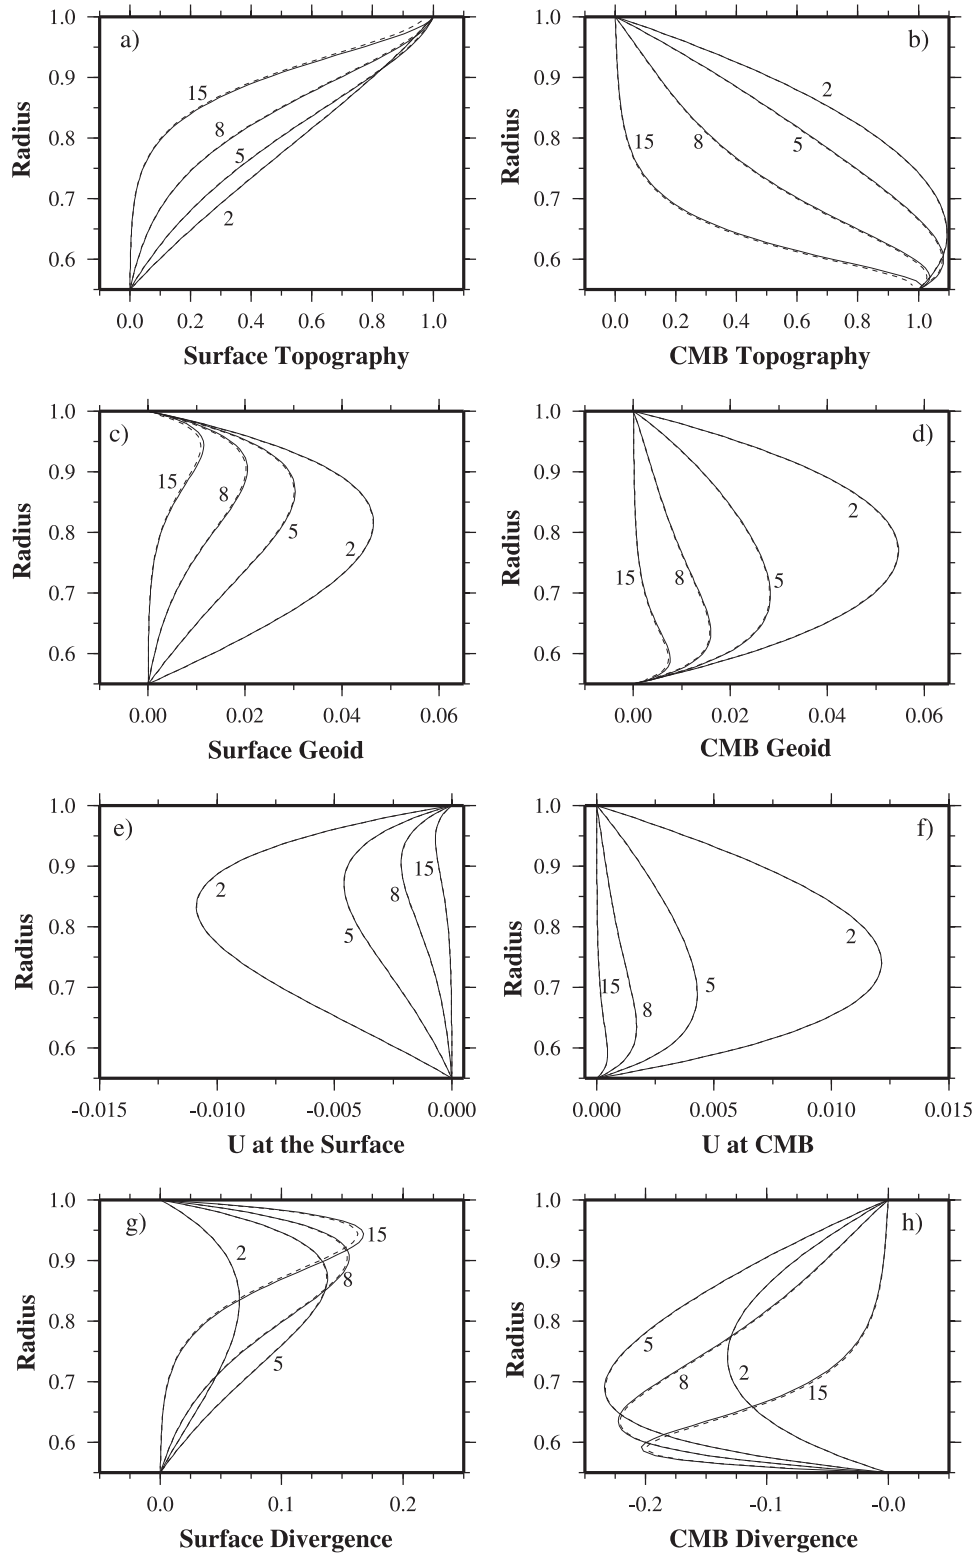 a)
1.0
0.9
0.8
0.7
0.6
Radius
15
8
5
2
0.0 0.2 0.4 0.6 0.8 1.0
Surface Topography
b)
1.0
0.9
0.8
0.7
0.6
Radius
2
5
8
15
0.0 0.2 0.4 0.6 0.8 1.0
CMB Topography
c)
1.0
0.9
0.8
0.7
0.6
Radius
15
8
5
2
0.00 0.02 0.04 0.06
Surface Geoid
d)
1.0
0.9
0.8
0.7
0.6
Radius
2
15
8
5
0.00 0.02 0.04 0.06
CMB Geoid
e)
1.0
0.9
0.8
0.7
0.6
Radius
2
5
8
15
-0.015 -0.010 -0.005 0.000
U at the Surface
f)
1.0
0.9
0.8
0.7
0.6
Radius
2
15
8
5
0.000 0.005 0.010 0.015
U at CMB
g)
1.0
0.9
0.8
0.7
0.6
Radius
2
15
8
5
0.0 0.1 0.2
Surface Divergence
h)
1.0
0.9
0.8
0.7
0.6
Radius
5
8
2
15
-0.2 -0.1 -0.0
CMB Divergence